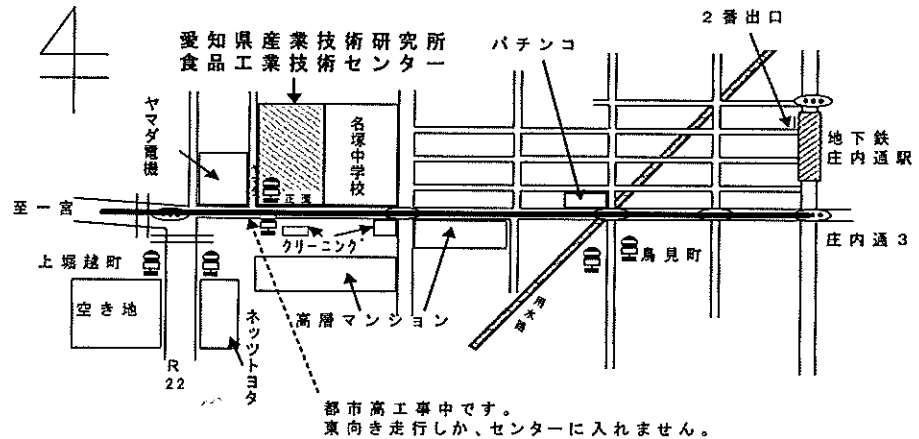 2番出口
愛知県産業技術研究所
食品工業技術センター
パチンコ
ヤマダ電機
名塚中学校
地下鉄
庄内通駅
正面
至一宮
庄内通3
クリーニング
鳥見町
上堀越町
空き地
高層マンション
用水路
ネッツトヨタ
R
22
都市高工事中です。
東向き走行しか、センターに入れません。